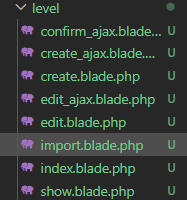 level
confirm_ajax.blade... U
create_ajax.blade.... U
create.blade.php U
edit_ajax.blade.php U
edit.blade.php U
import.blade.php U
index.blade.php U
show.blade.php U